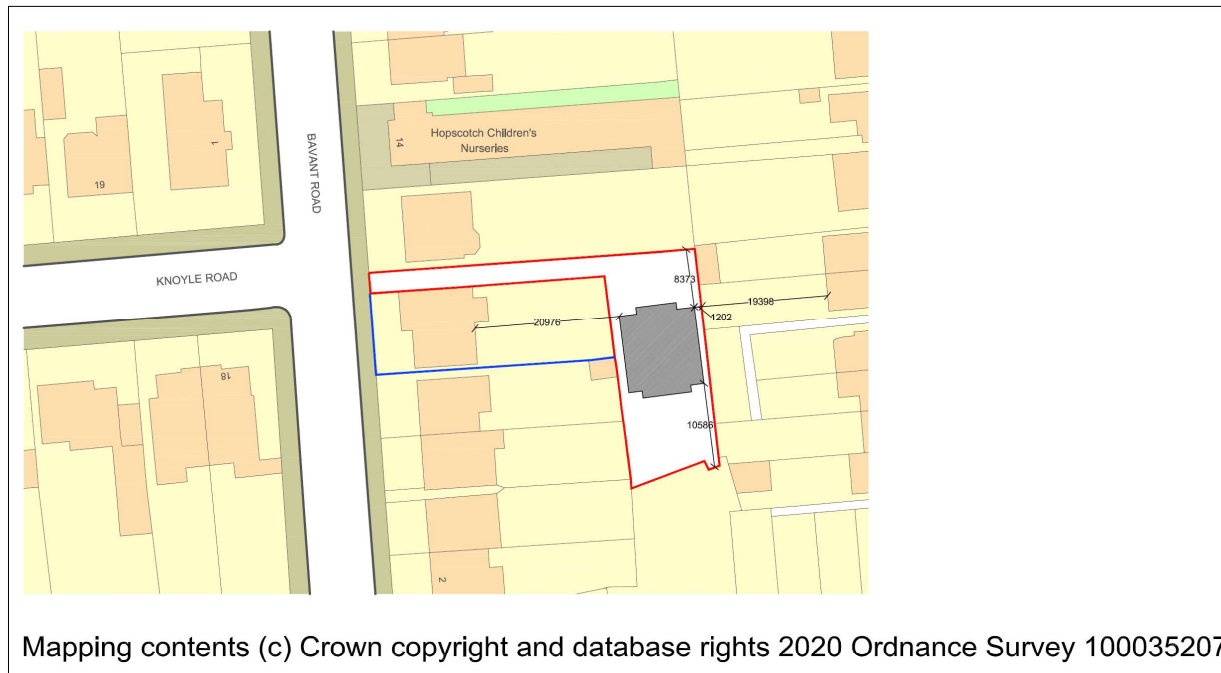 BAVANT ROAD
14
Hopscotch Children's
Nurseries
1
19
KNOYLE ROAD
8373
19398
1202
20976
18
10586
2
Mapping contents (c) Crown copyright and database rights 2020 Ordnance Survey 100035207